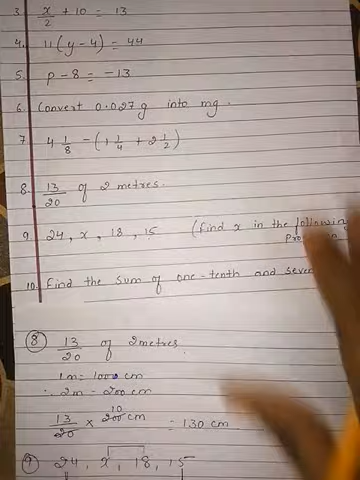 3. x/2 + 10 = 13
4. 11(y - 4) = 44
5. p - 8 = -13
6. Convert 0.027 g into mg.
7. 4 1/8 - (1 1/4 + 2 1/2)
8. 13/20 of 2 metres.
9. 24, x, 18, 15 (Find x in the following
10. Find the sum of one-tenth and
⑧ 13/20 of 2 metres
1m = 100 cm
∴ 2m = 200 cm
13/20 × 200 cm 10 = 130 cm
⑨ 24, x, 18, 15